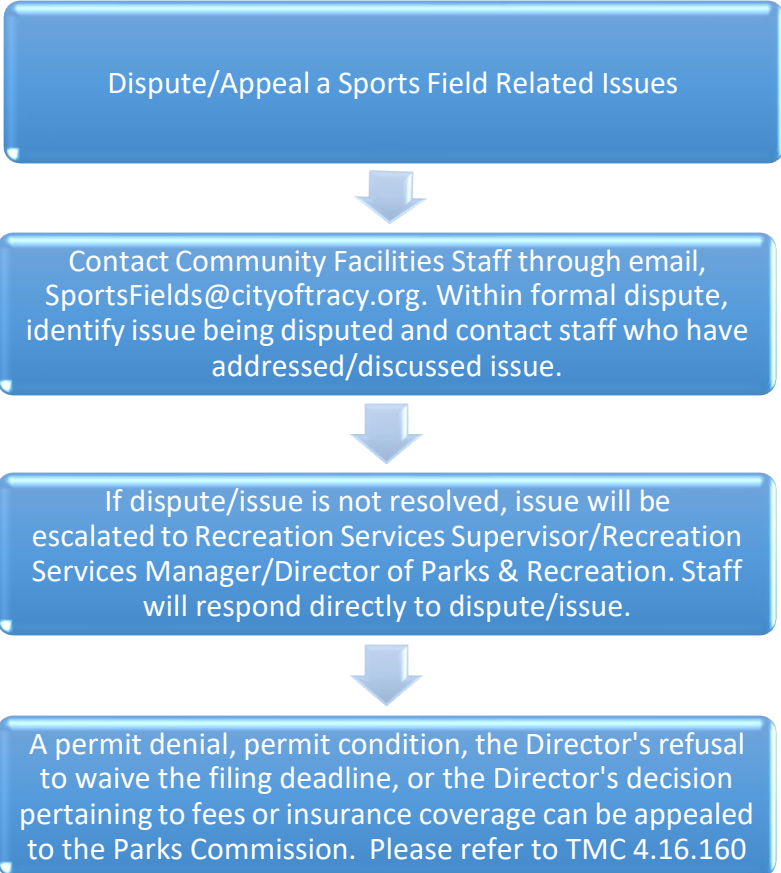 Dispute/Appeal a Sports Field Related Issues
Contact Community Facilities Staff through email,
SportsFields@cityoftracy.org. Within formal dispute,
identify issue being disputed and contact staff who have
addressed/discussed issue.
If dispute/issue is not resolved, issue will be
escalated to Recreation Services Supervisor/Recreation
Services Manager/Director of Parks & Recreation. Staff
will respond directly to dispute/issue.
A permit denial, permit condition, the Director's refusal
to waive the filing deadline, or the Director's decision
pertaining to fees or insurance coverage can be appealed
to the Parks Commission.  Please refer to TMC 4.16.160